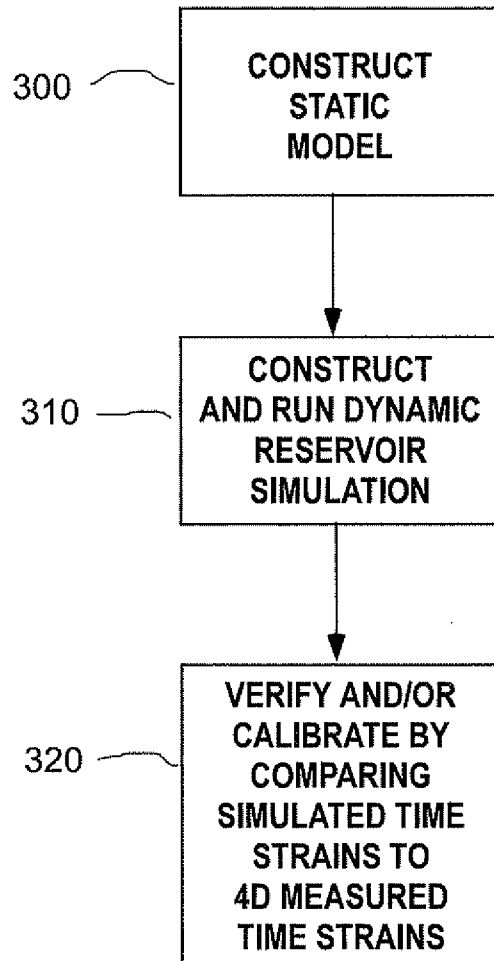 300
CONSTRUCT
STATIC
MODEL
310
CONSTRUCT
AND RUN DYNAMIC
RESERVOIR
SIMULATION
320
VERIFY AND/OR
CALIBRATE BY
COMPARING
SIMULATED TIME
STRAINS TO
4D MEASURED
TIME STRAINS